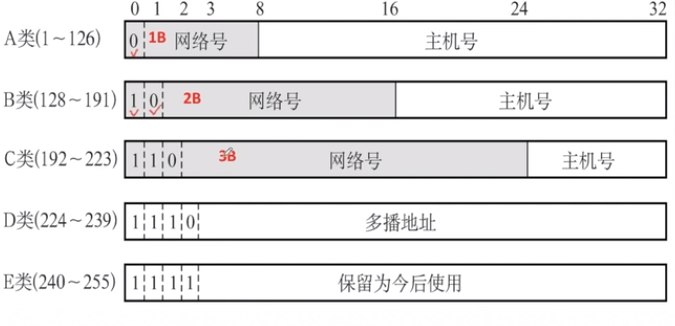 0 1 2 3 8 16 24 32
A类(1~126) 0 1B 网络号 主机号
B类(128~191) 1 0 2B 网络号 主机号
C类(192~223) 1 1 0 3B 网络号 主机号
D类(224~239) 1 1 1 0 多播地址
E类(240~255) 1 1 1 1 保留为今后使用